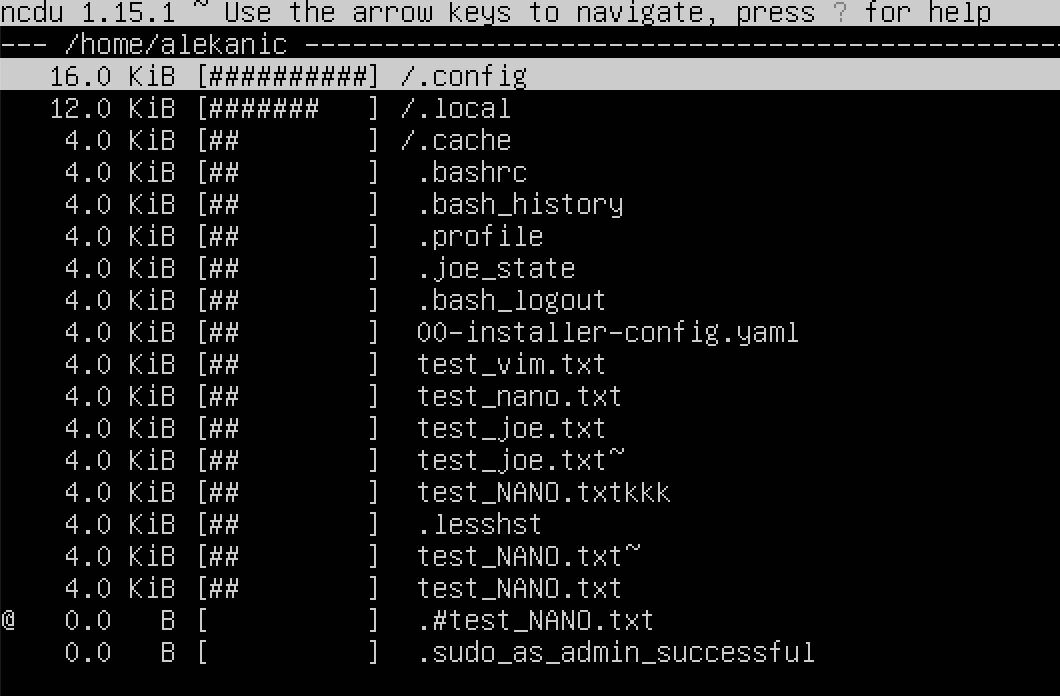 ncdu 1.15.1 ~ Use the arrow keys to navigate, press ? for help
--- /home/alekanic -----------------------------------------------
   16.0 KiB [##########] /.config
   12.0 KiB [#######   ] /.local
    4.0 KiB [##        ] /.cache
    4.0 KiB [##        ]  .bashrc
    4.0 KiB [##        ]  .bash_history
    4.0 KiB [##        ]  .profile
    4.0 KiB [##        ]  .joe_state
    4.0 KiB [##        ]  .bash_logout
    4.0 KiB [##        ]  00-installer-config.yaml
    4.0 KiB [##        ]  test_vim.txt
    4.0 KiB [##        ]  test_nano.txt
    4.0 KiB [##        ]  test_joe.txt
    4.0 KiB [##        ]  test_joe.txt~
    4.0 KiB [##        ]  test_NANO.txtkkk
    4.0 KiB [##        ]  .lesshst
    4.0 KiB [##        ]  test_NANO.txt~
    4.0 KiB [##        ]  test_NANO.txt
@   0.0   B [          ]  .#test_NANO.txt
    0.0   B [          ]  .sudo_as_admin_successful